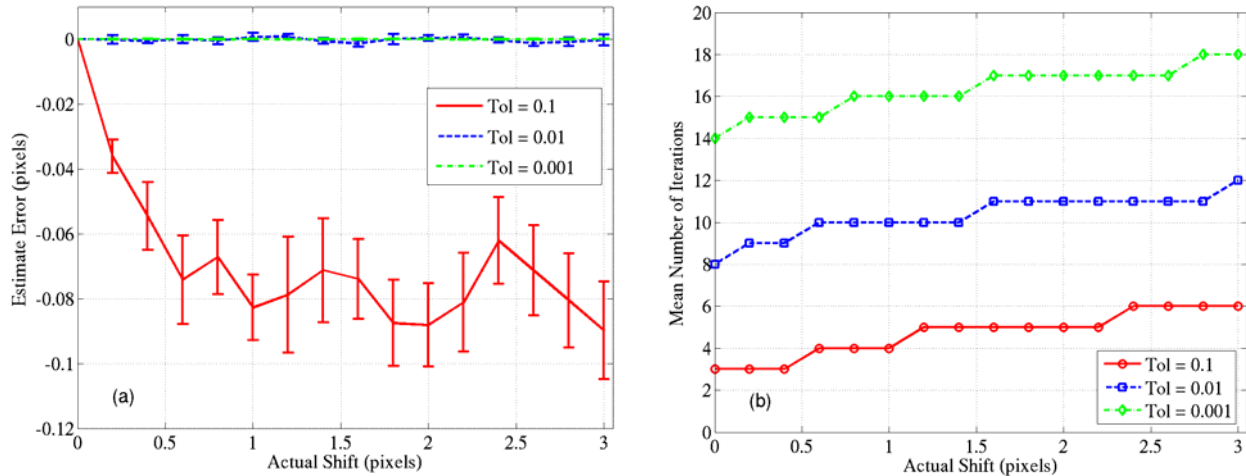 0
-0.02
-0.04
-0.06
-0.08
-0.1
-0.12
Estimate Error (pixels)
Tol = 0.1
Tol = 0.01
Tol = 0.001
(a)
0 0.5 1 1.5 2 2.5 3
Actual Shift (pixels)
20
18
16
14
12
10
8
6
4
2
0
Mean Number of Iterations
Tol = 0.1
Tol = 0.01
Tol = 0.001
(b)
0 0.5 1 1.5 2 2.5 3
Actual Shift (pixels)